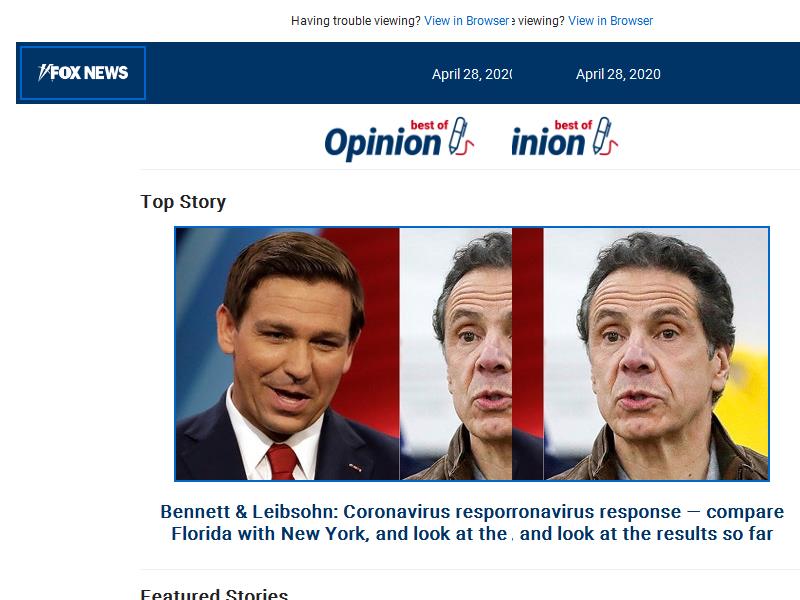 Having trouble viewing? View in Browser e viewing? View in Browser
FOX NEWS
April 28, 202 April 28, 2020
best of best of
Opinion inion
Top Story
Bennett & Leibsohn: Coronavirus respor ronavirus response — compare
Florida with New York, and look at the , and look at the results so far
Featured Stories